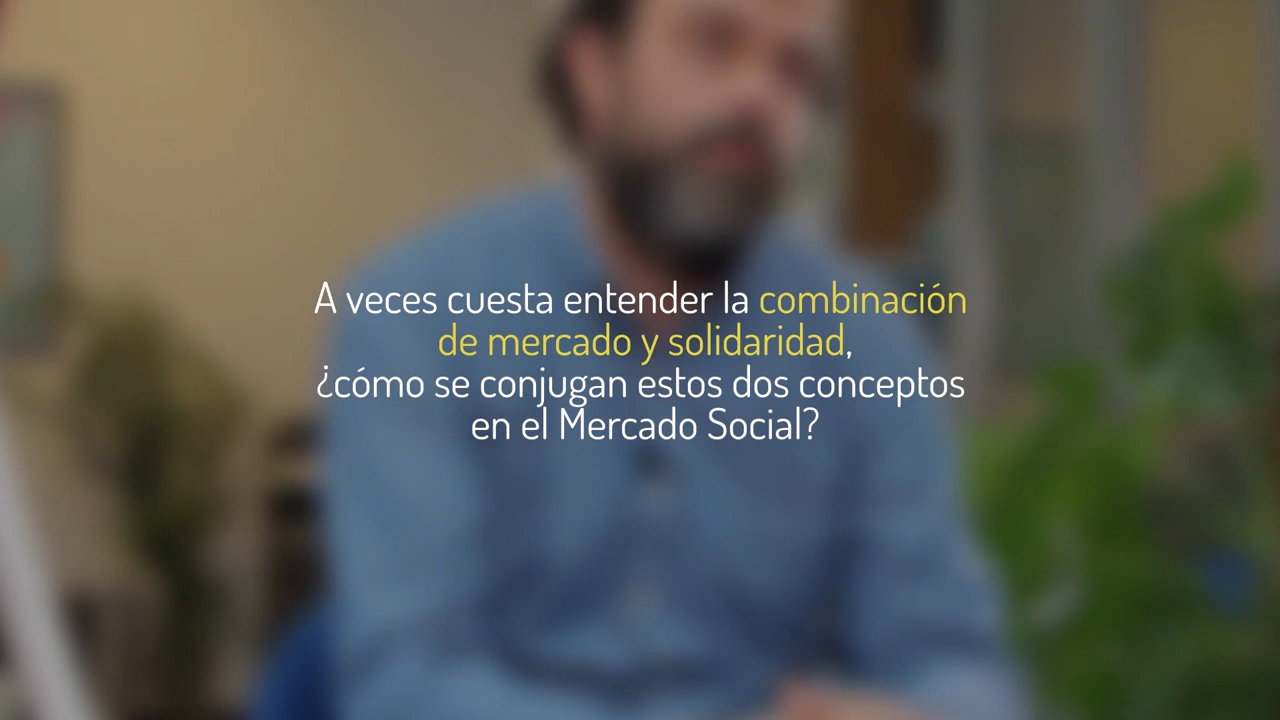 A veces cuesta entender la combinación
de mercado y solidaridad,
¿cómo se conjugan estos dos conceptos
en el Mercado Social?